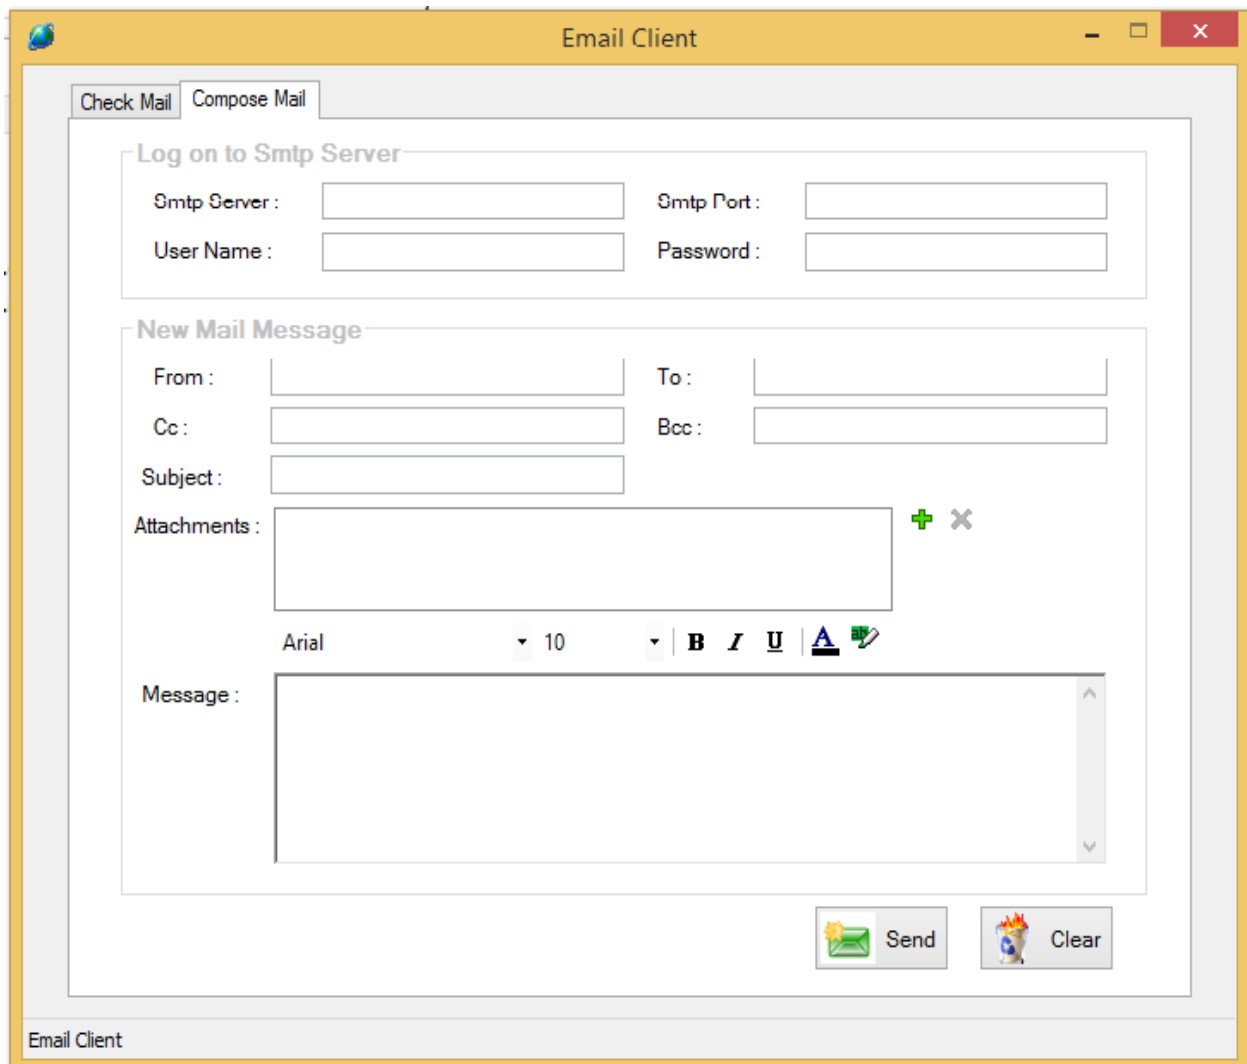 Email Client
Check Mail Compose Mail
Log on to Smtp Server
Smtp Server : Smtp Port :
User Name : Password :
New Mail Message
From : To :
Cc : Bcc :
Subject :
Attachments :
Arial 10 B I U A ab
Message :
Send Clear
Email Client